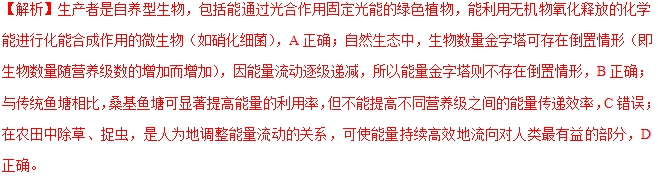 【解析】生产者是自养型生物，包括能通过光合作用固定光能的绿色植物，能利用无机物氧化释放的化学
能进行化能合成作用的微生物（如硝化细菌），A 正确；自然生态中，生物数量金字塔可存在倒置情形（即
生物数量随营养级数的增加而增加），因能量流动逐级递减，所以能量金字塔则不存在倒置情形，B 正确；
与传统鱼塘相比，桑基鱼塘可显著提高能量的利用率，但不能提高不同营养级之间的能量传递效率，C 错误；
在农田中除草、捉虫，是人为地调整能量流动的关系，可使能量持续高效地流向对人类最有益的部分，D
正确。